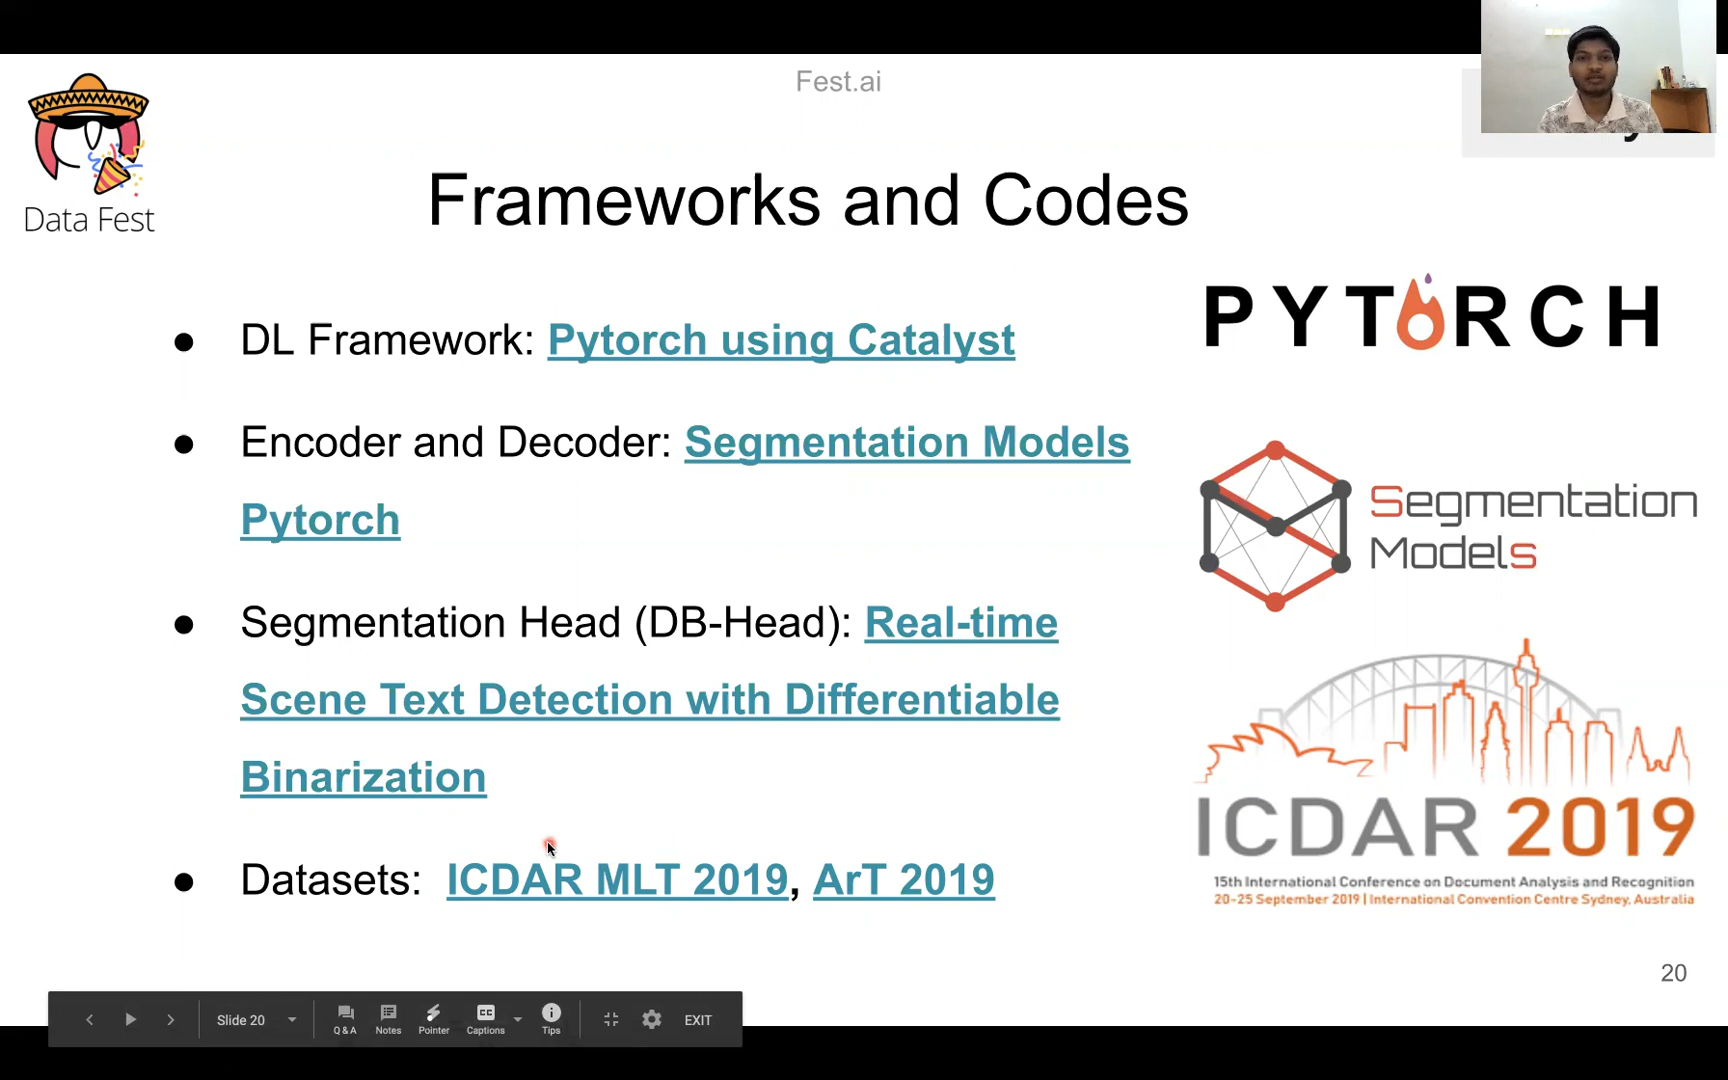 Fest.ai
Data Fest
Frameworks and Codes
PYTORCH
● DL Framework: Pytorch using Catalyst
● Encoder and Decoder: Segmentation Models
Pytorch
Segmentation
Models
● Segmentation Head (DB-Head): Real-time
Scene Text Detection with Differentiable
Binarization
● Datasets: ICDAR MLT 2019, ArT 2019
ICDAR 2019
15th International Conference on Document Analysis and Recognition
20-25 September 2019 | International Convention Centre Sydney, Australia
20
Slide 20
Q & A
Notes
Pointer
CC
Captions
Tips
EXIT